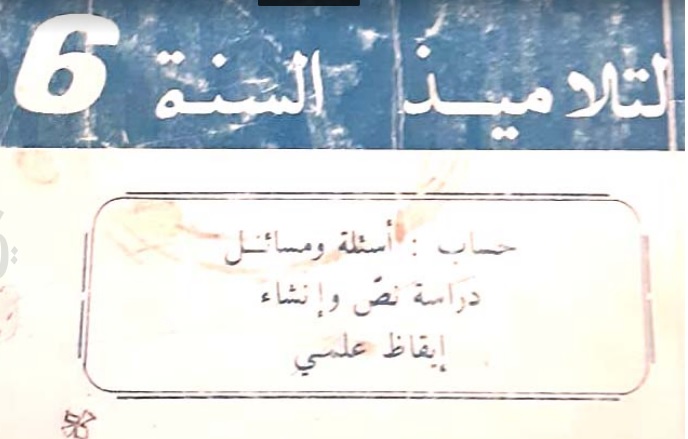 لتلاميذ السنة 6
حساب : أسئلة ومسائل
دراسة نصّ وإنشاء
إيقاظ علمي